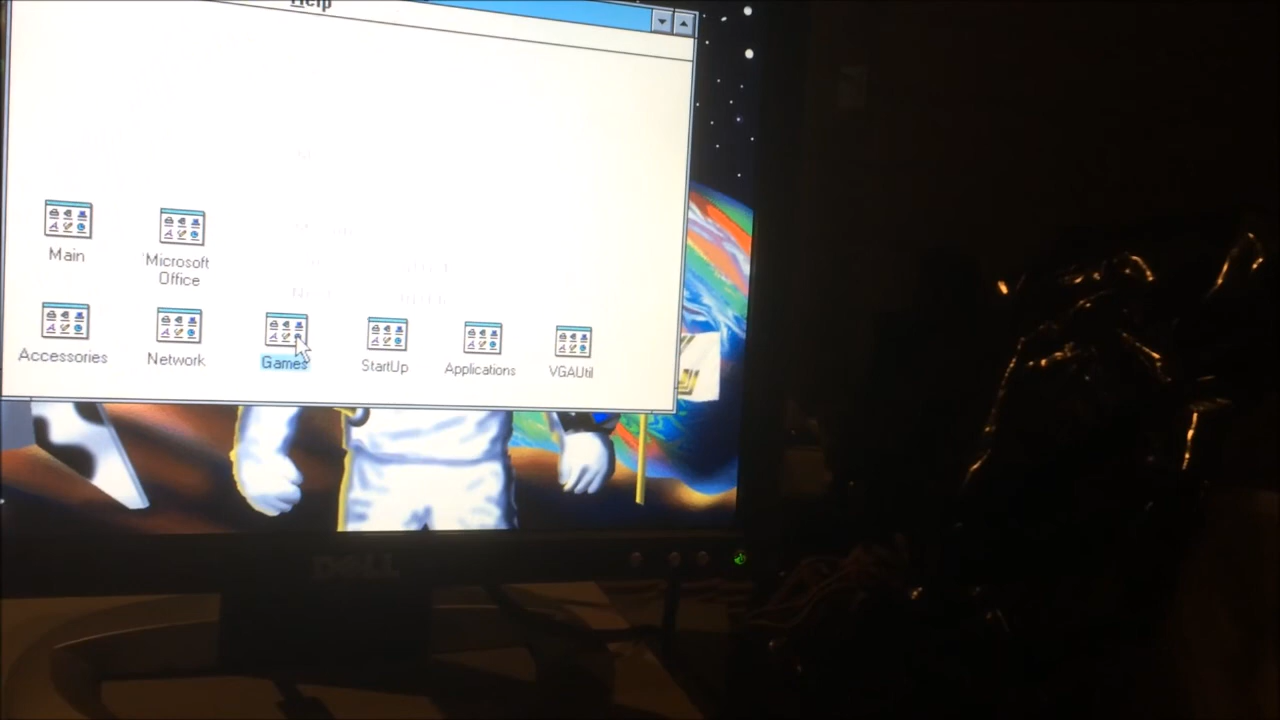 Help
Main
Microsoft
Office
Accessories
Network
Games
StartUp
Applications
VGAUtil
DELL